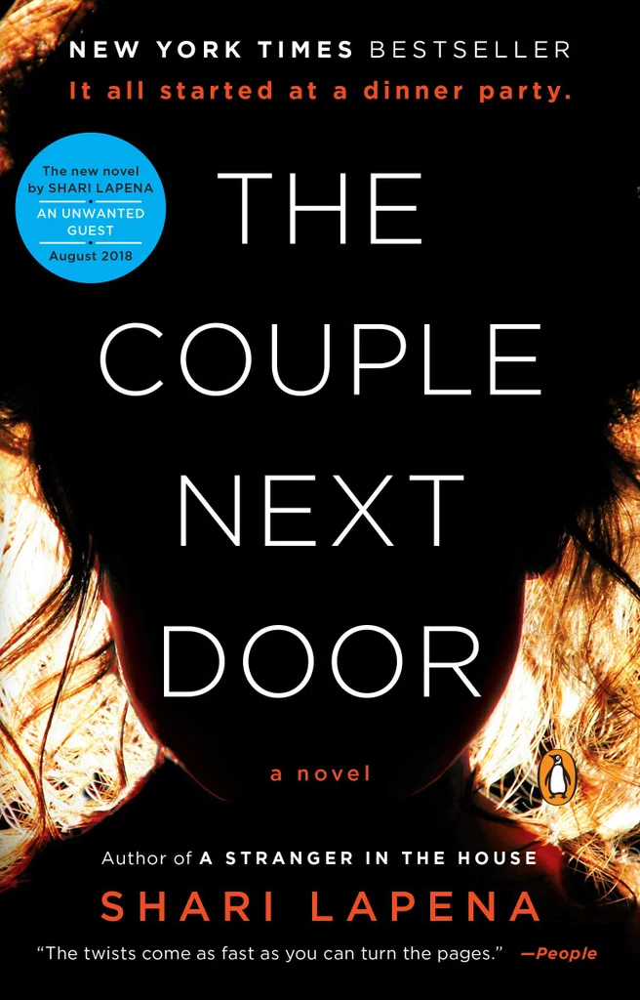 NEW YORK TIMES BESTSELLER
It all started at a dinner party.
The new novel
by SHARI LAPENA
AN UNWANTED
GUEST
August 2018
THE
COUPLE
NEXT
DOOR
a novel
Author of A STRANGER IN THE HOUSE
SHARI LAPENA
“The twists come as fast as you can turn the pages.” —People